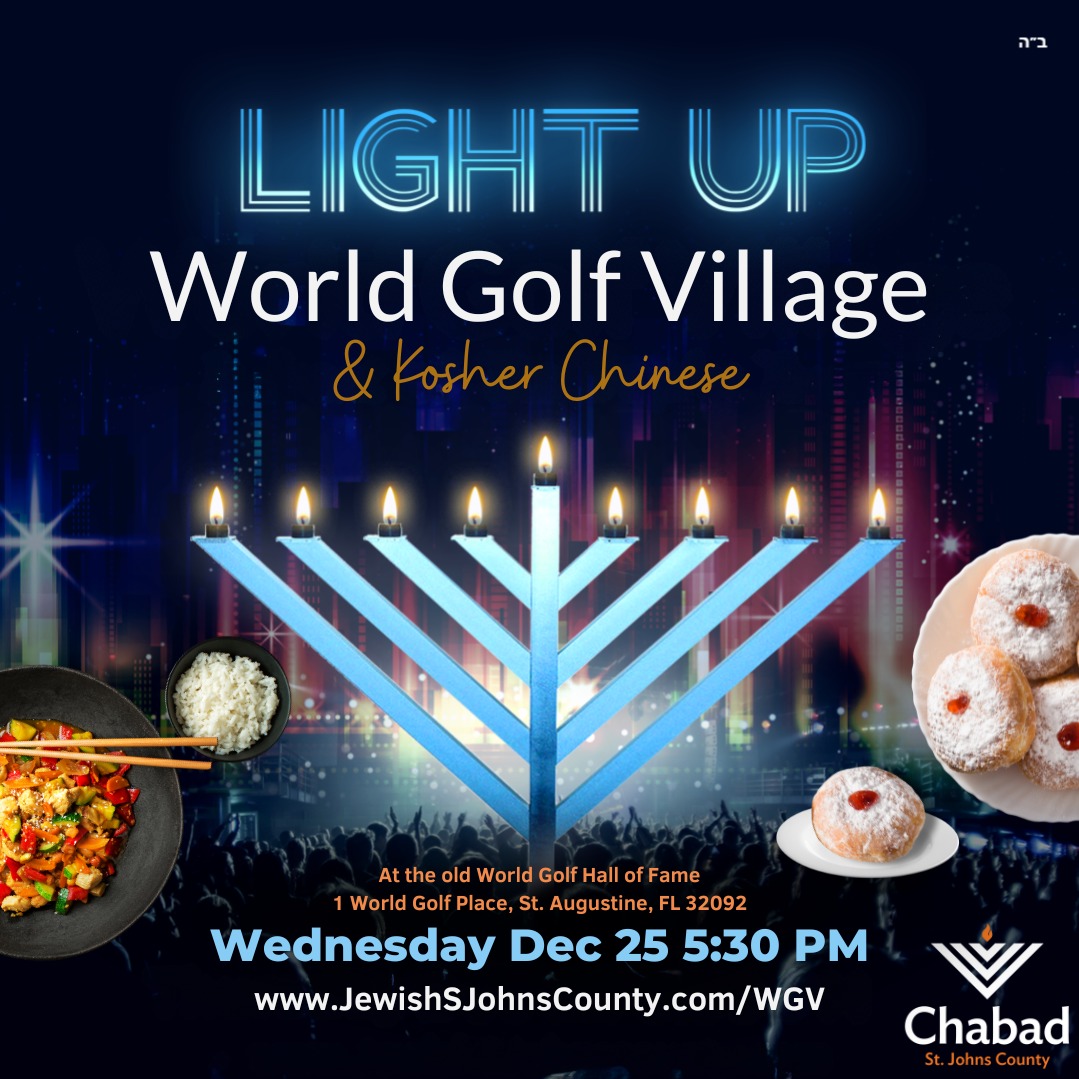 ב"ה
LIGHT UP
World Golf Village
& Kosher Chinese
At the old World Golf Hall of Fame
1 World Golf Place, St. Augustine, FL 32092
Wednesday Dec 25 5:30 PM
www.JewishSJohnsCounty.com/WGV
Chabad
St. Johns County